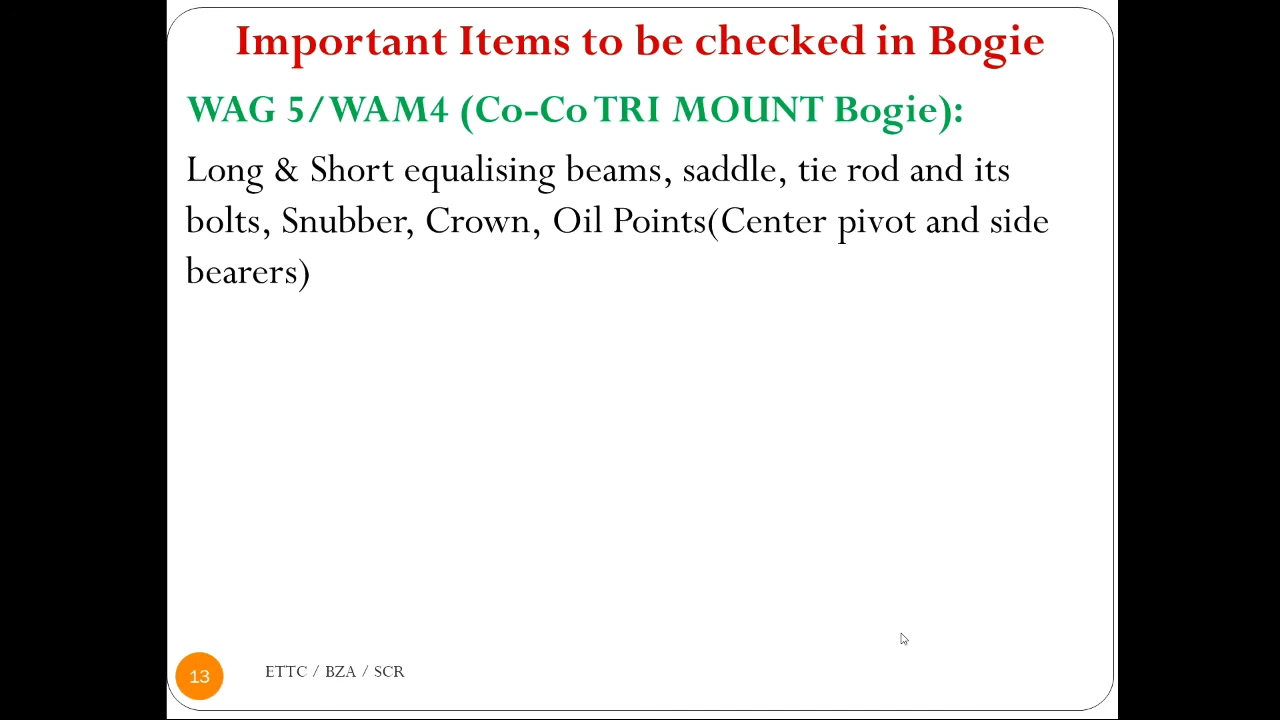 Important Items to be checked in Bogie
WAG 5/WAM4 (Co-Co TRI MOUNT Bogie):
Long & Short equalising beams, saddle, tie rod and its
bolts, Snubber, Crown, Oil Points(Center pivot and side
bearers)
13
ETTC / BZA / SCR